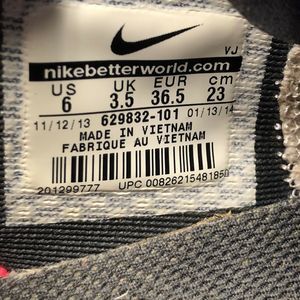 VJ
nikebetterworld.com
US UK EUR cm
6 3.5 36.5 23
11/12/13 629832-101 01/13/14
MADE IN VIETNAM
FABRIQUE AU VIETNAM
201299777 UPC 00826215481850